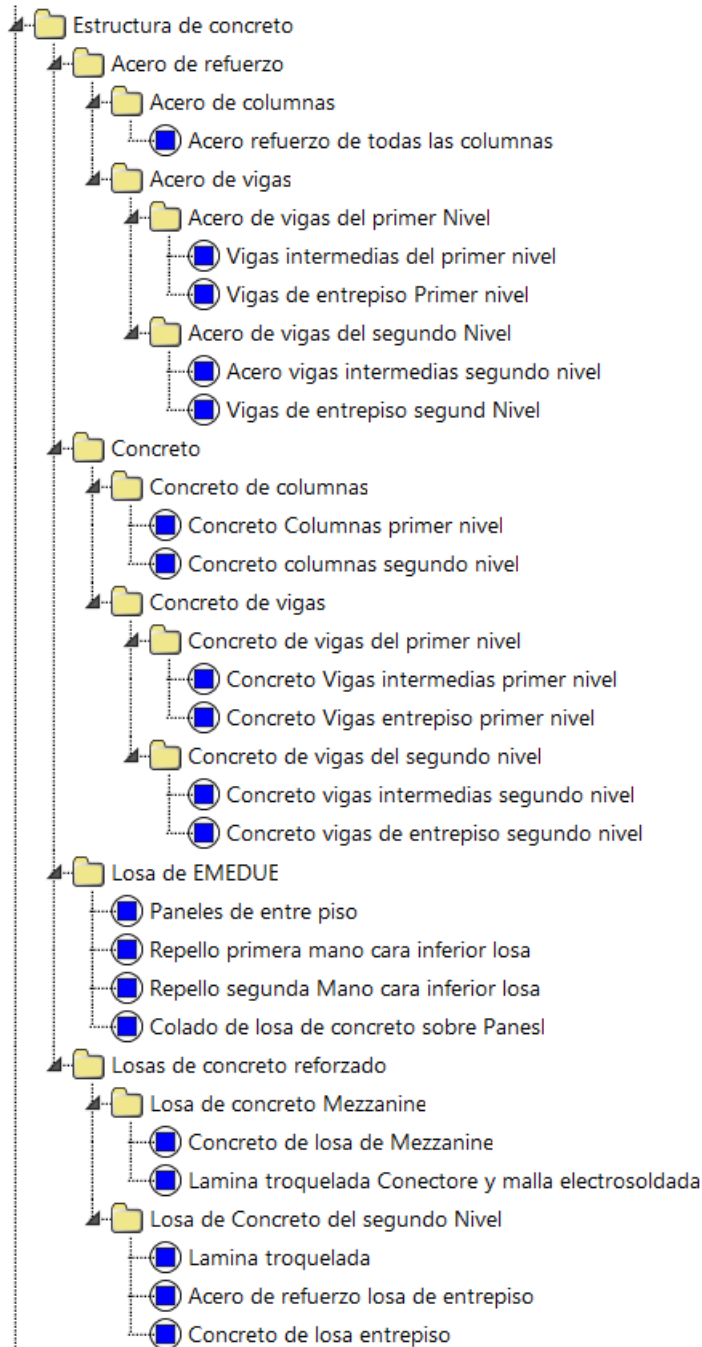 Estructura de concreto
Acero de refuerzo
Acero de columnas
Acero refuerzo de todas las columnas
Acero de vigas
Acero de vigas del primer Nivel
Vigas intermedias del primer nivel
Vigas de entrepiso Primer nivel
Acero de vigas del segundo Nivel
Acero vigas intermedias segundo nivel
Vigas de entrepiso segund Nivel
Concreto
Concreto de columnas
Concreto Columnas primer nivel
Concreto columnas segundo nivel
Concreto de vigas
Concreto de vigas del primer nivel
Concreto Vigas intermedias primer nivel
Concreto Vigas entrepiso primer nivel
Concreto de vigas del segundo nivel
Concreto vigas intermedias segundo nivel
Concreto vigas de entrepiso segundo nivel
Losa de EMEDUE
Paneles de entre piso
Repello primera mano cara inferior losa
Repello segunda Mano cara inferior losa
Colado de losa de concreto sobre Panesl
Losas de concreto reforzado
Losa de concreto Mezzanine
Concreto de losa de Mezzanine
Lamina troquelada Conectore y malla electrosoldada
Losa de Concreto del segundo Nivel
Lamina troquelada
Acero de refuerzo losa de entrepiso
Concreto de losa entrepiso